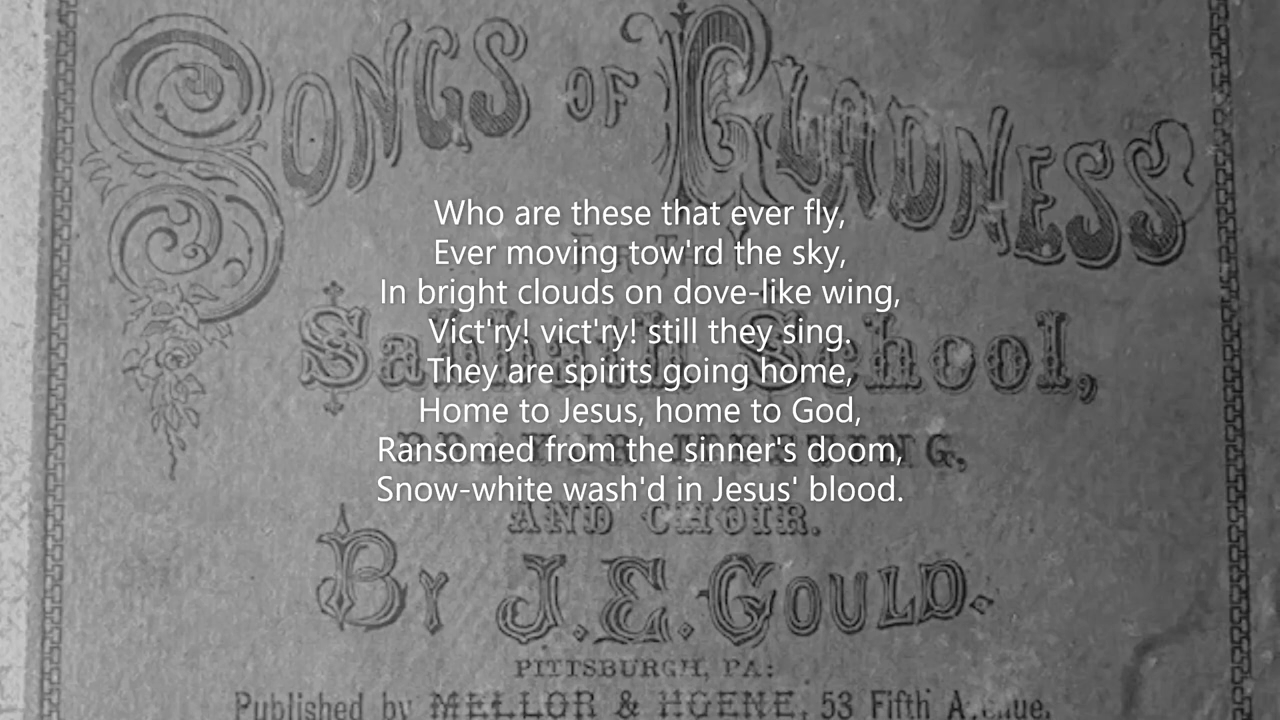 SONGS OF GLADNESS
Who are these that ever fly,
Ever moving tow'rd the sky,
In bright clouds on dove-like wing,
Vict'ry! vict'ry! still they sing.
Sabbath School,
They are spirits going home,
Home to Jesus, home to God,
Ransomed from the sinner's doom,
Snow-white wash'd in Jesus' blood.
AND CHOIR.
BY J. E. GOULD.
PITTSBURGH, PA:
Published by MELLOR & HOENE, 53 Fifth Avenue.